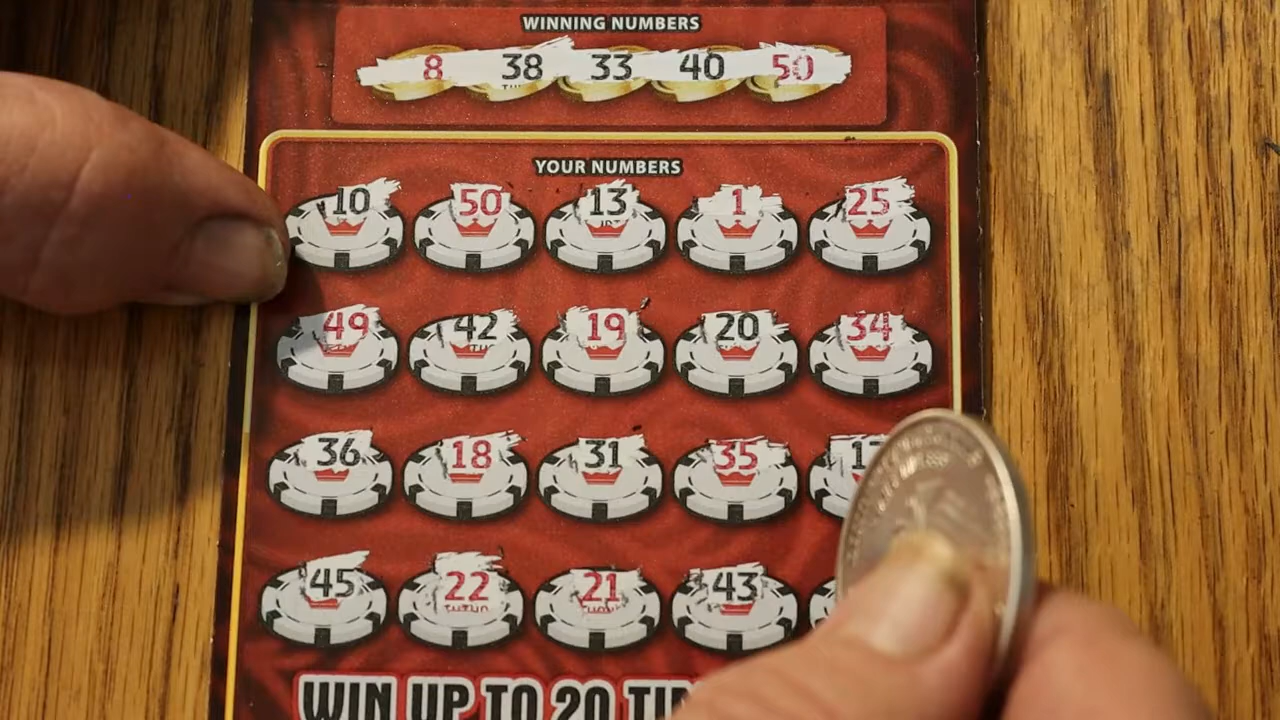 WINNING NUMBERS
8 38 33 40 50
YOUR NUMBERS
10 50 13 1 25
49 42 19 20 34
36 18 31 35
45 22 21 43
WIN UP TO 20